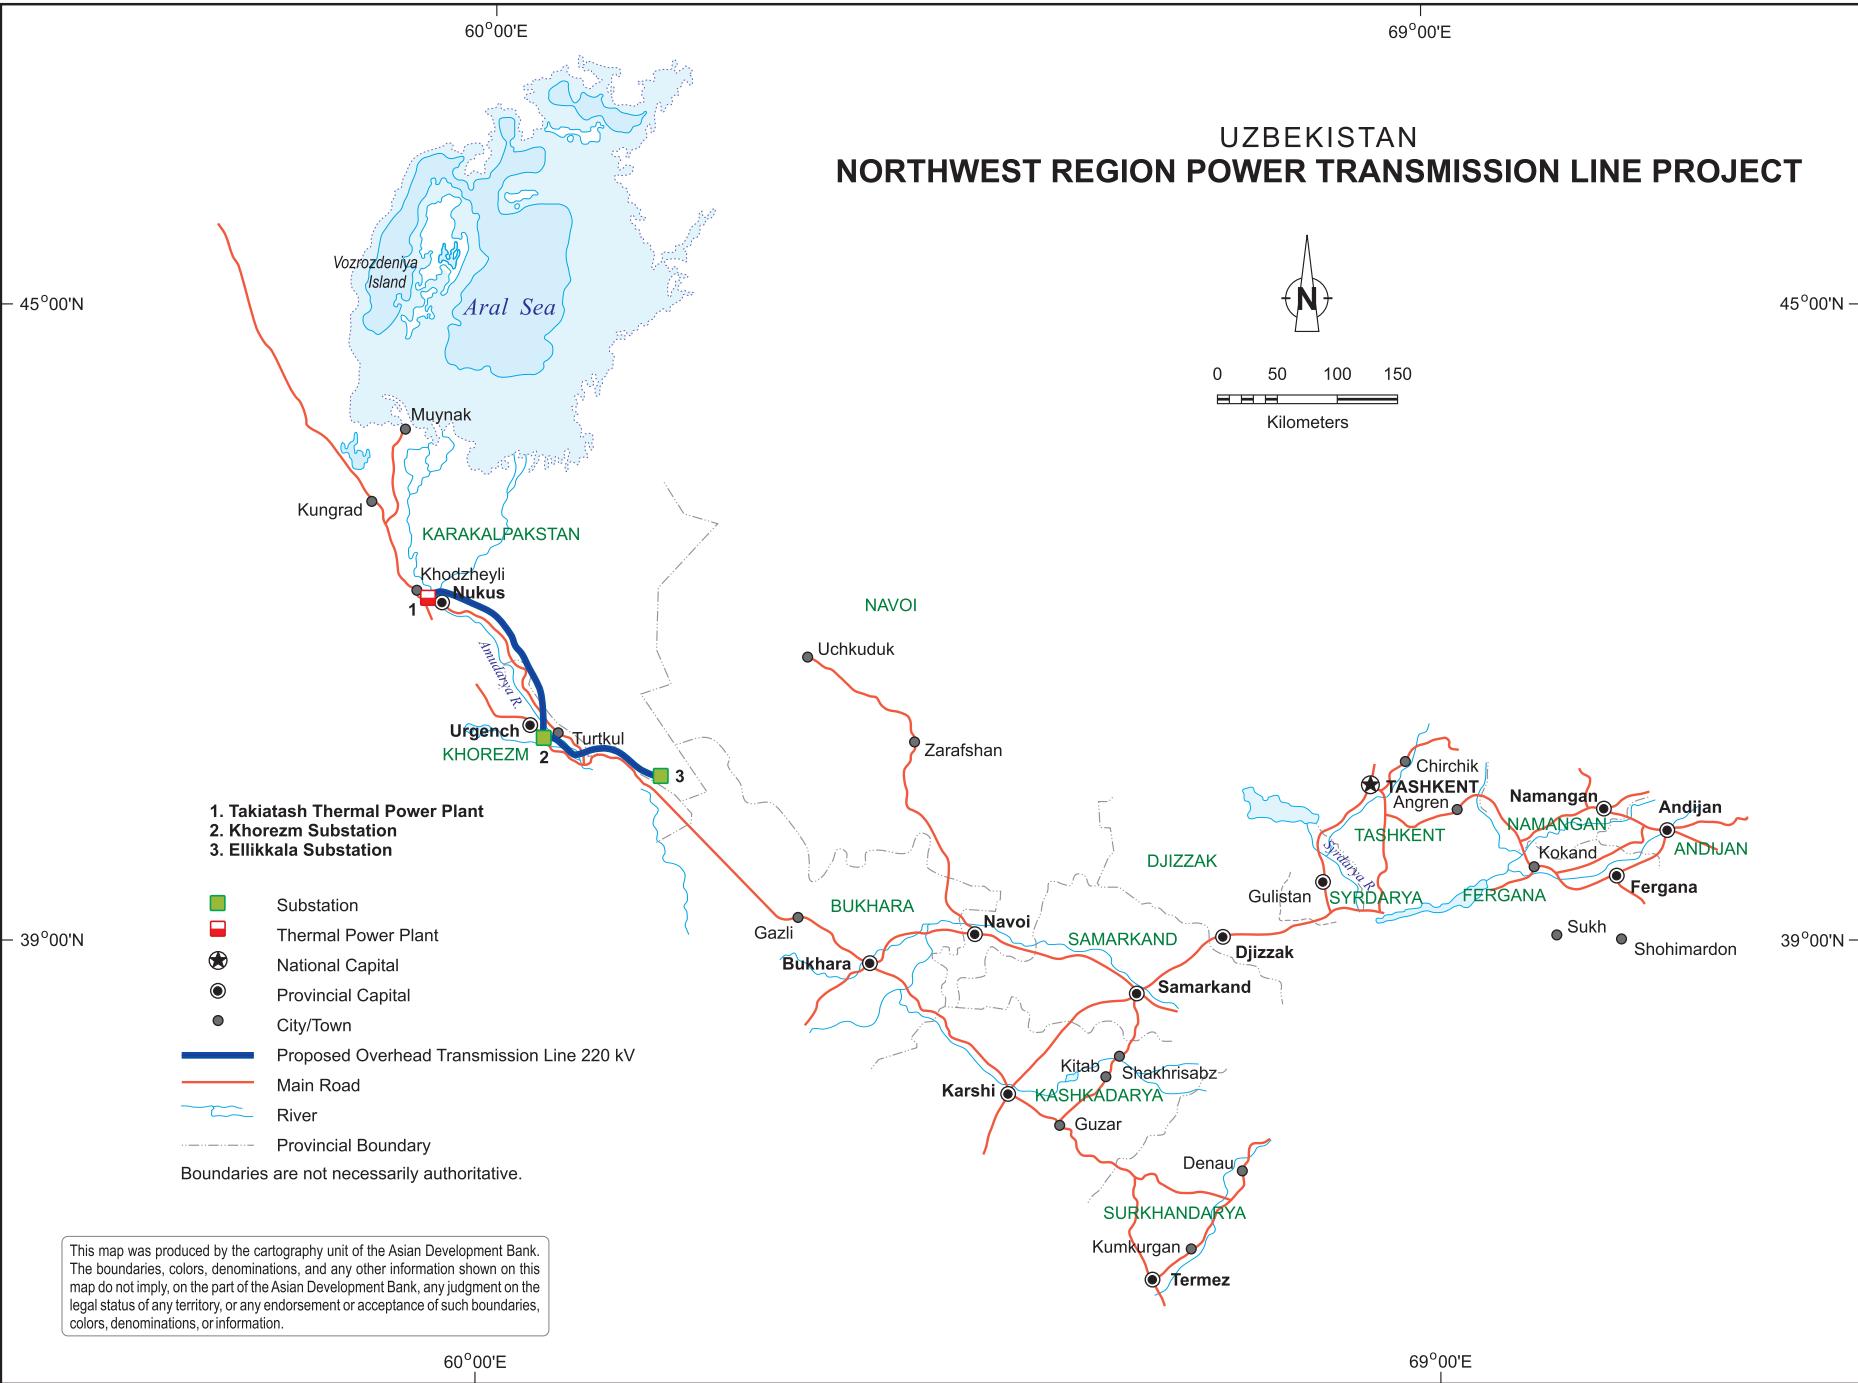 60°00'E
69°00'E
UZBEKISTAN
NORTHWEST REGION POWER TRANSMISSION LINE PROJECT
Vozrozdeniya
Island
Aral Sea
N
45°00'N
45°00'N
0 50 100 150
Kilometers
Muynak
Kungrad
KARAKALPAKSTAN
Khodzheyli
Nukus
1
NAVOI
Uchkuduk
Amudarya R.
Urgench
Turtkul
KHOREZM
2
3
Zarafshan
Chirchik
TASHKENT
Angren
Namangan
Andijan
TASHKENT
NAMANGAN
ANDIJAN
Kokand
Syrdarya R.
DJIZZAK
Gulistan
SYRDARYA
FERGANA
Fergana
1. Takiatash Thermal Power Plant
2. Khorezm Substation
3. Ellikkala Substation
BUKHARA
Gazli
Navoi
SAMARKAND
Djizzak
Sukh
Shohimardon
39°00'N
39°00'N
Bukhara
Samarkand
Substation
Thermal Power Plant
National Capital
Provincial Capital
City/Town
Proposed Overhead Transmission Line 220 kV
Main Road
River
Provincial Boundary
Boundaries are not necessarily authoritative.
Kitab
Shakhrisabz
Karshi
KASHKADARYA
Guzar
Denau
SURKHANDARYA
Kumkurgan
Termez
This map was produced by the cartography unit of the Asian Development Bank.
The boundaries, colors, denominations, and any other information shown on this
map do not imply, on the part of the Asian Development Bank, any judgment on the
legal status of any territory, or any endorsement or acceptance of such boundaries,
colors, denominations, or information.
60°00'E
69°00'E